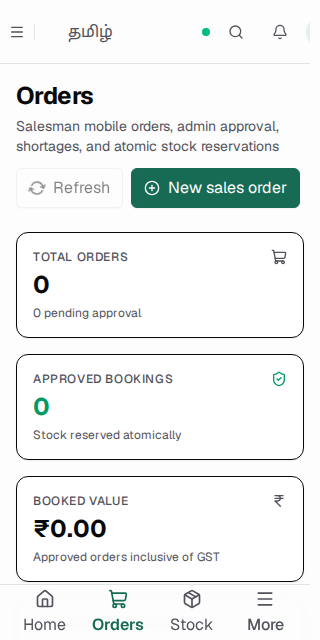 தமிழ்
Orders
Salesman mobile orders, admin approval,
shortages, and atomic stock reservations
Refresh
New sales order
TOTAL ORDERS
0
0 pending approval
APPROVED BOOKINGS
0
Stock reserved atomically
BOOKED VALUE
₹
₹0.00
Approved orders inclusive of GST
Home
Orders
Stock
More